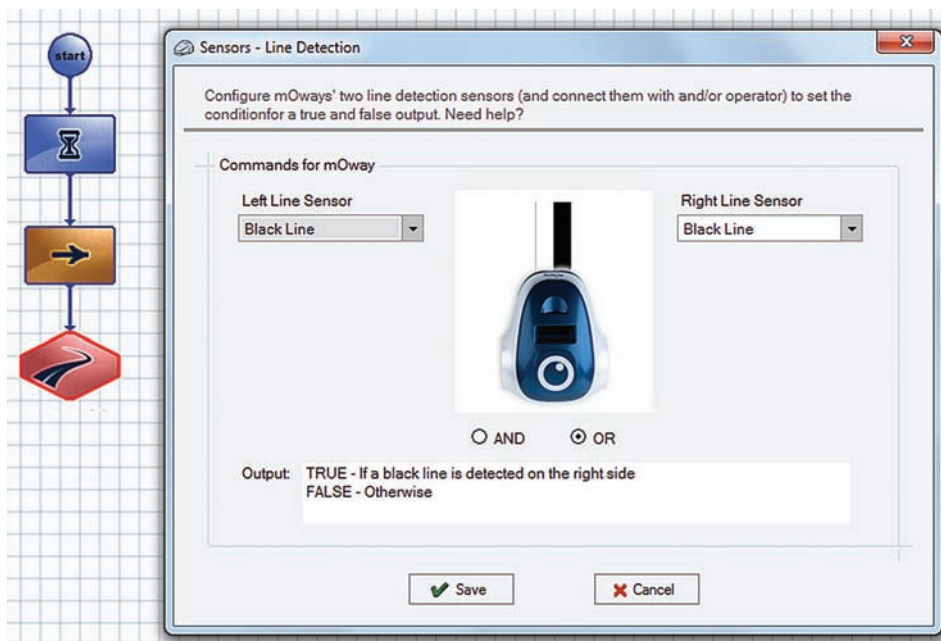 start
Sensors - Line Detection
Configure mOways' two line detection sensors (and connect them with and/or operator) to set the
conditionfor a true and false output. Need help?
Commands for mOway
Left Line Sensor
Right Line Sensor
Black Line
Black Line
AND
OR
Output: TRUE - If a black line is detected on the right side
FALSE - Otherwise
Save
Cancel